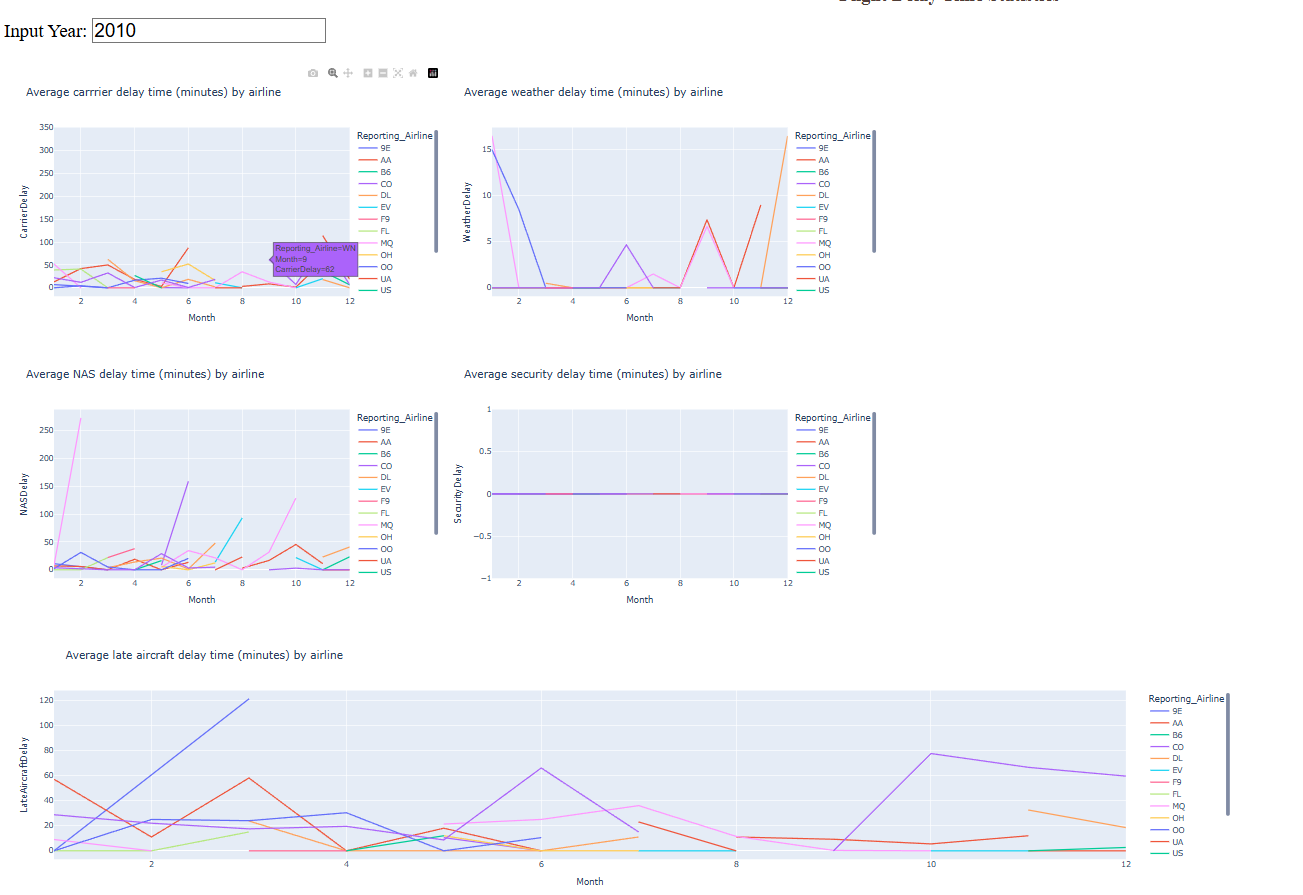 Input Year: 2010
Average carrrier delay time (minutes) by airline
350
300
250
200
150
100
50
0
CarrierDelay
2
4
6
8
10
12
Month
Reporting_Airline
9E
AA
B6
CO
DL
EV
F9
FL
MQ
OH
OO
UA
US
Reporting_Airline=WN
Month=9
CarrierDelay=62
Average weather delay time (minutes) by airline
15
10
5
0
WeatherDelay
2
4
6
8
10
12
Month
Reporting_Airline
9E
AA
B6
CO
DL
EV
F9
FL
MQ
OH
OO
UA
US
Average NAS delay time (minutes) by airline
250
200
150
100
50
0
NASDelay
2
4
6
8
10
12
Month
Reporting_Airline
9E
AA
B6
CO
DL
EV
F9
FL
MQ
OH
OO
UA
US
Average security delay time (minutes) by airline
1
0.5
0
−0.5
−1
SecurityDelay
2
4
6
8
10
12
Month
Reporting_Airline
9E
AA
B6
CO
DL
EV
F9
FL
MQ
OH
OO
UA
US
Average late aircraft delay time (minutes) by airline
120
100
80
60
40
20
0
LateAircraftDelay
2
4
6
8
10
12
Month
Reporting_Airline
9E
AA
B6
CO
DL
EV
F9
FL
MQ
OH
OO
UA
US